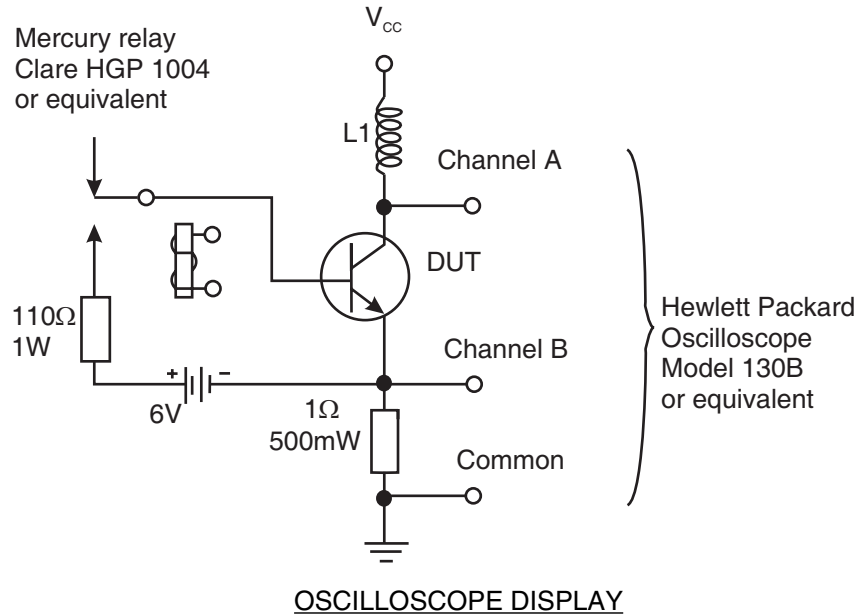 V_CC
Mercury relay
Clare HGP 1004
or equivalent
L1
Channel A
DUT
110Ω
1W
Hewlett Packard
Oscilloscope
Model 130B
or equivalent
Channel B
+ -
6V
1Ω
500mW
Common
OSCILLOSCOPE DISPLAY